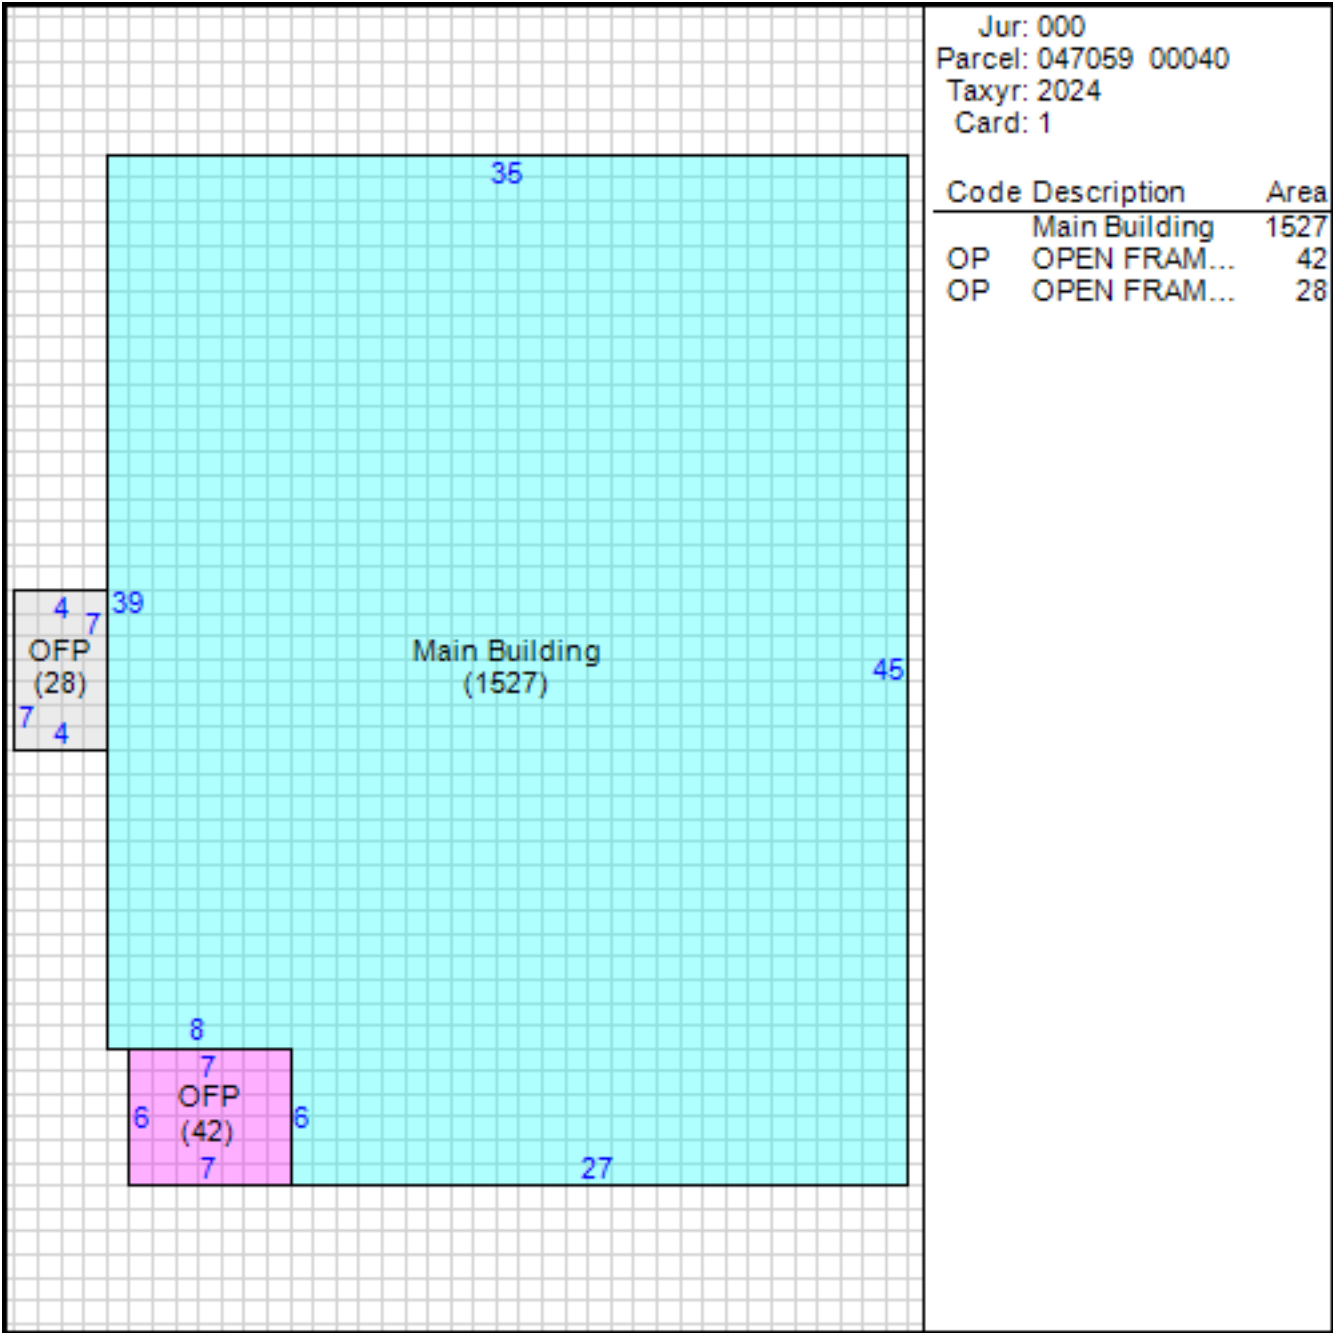 Jur: 000
Parcel: 047059 00040
Taxyr: 2024
Card: 1
Code Description Area
Main Building 1527
OP OPEN FRAM... 42
OP OPEN FRAM... 28
35
39
4
7
OFP
(28)
7
4
Main Building
(1527)
45
8
7
OFP
(42)
6
6
7
27